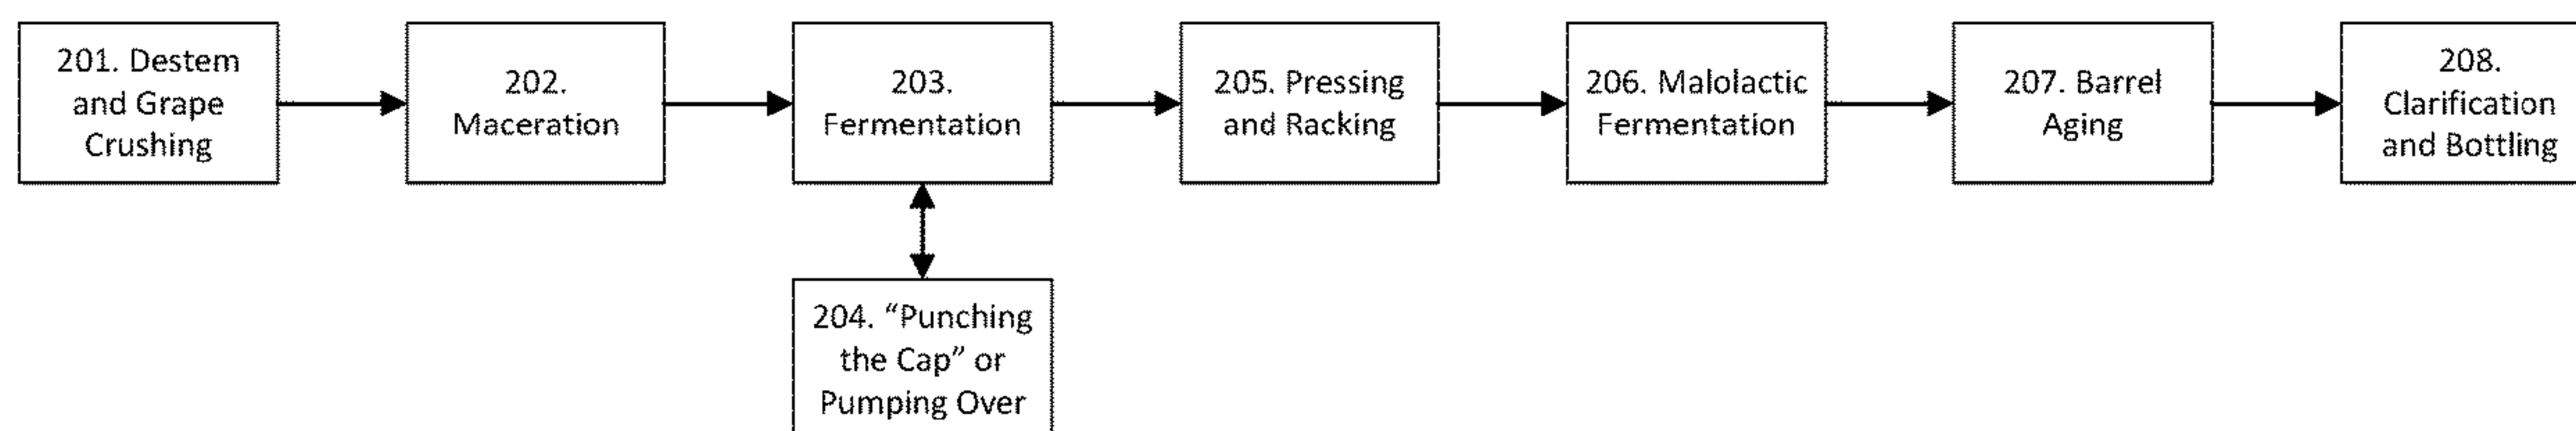 201. Destem
and Grape
Crushing
202.
Maceration
203.
Fermentation
205. Pressing
and Racking
206. Malolactic
Fermentation
207. Barrel
Aging
208.
Clarification
and Bottling
204. “Punching
the Cap” or
Pumping Over